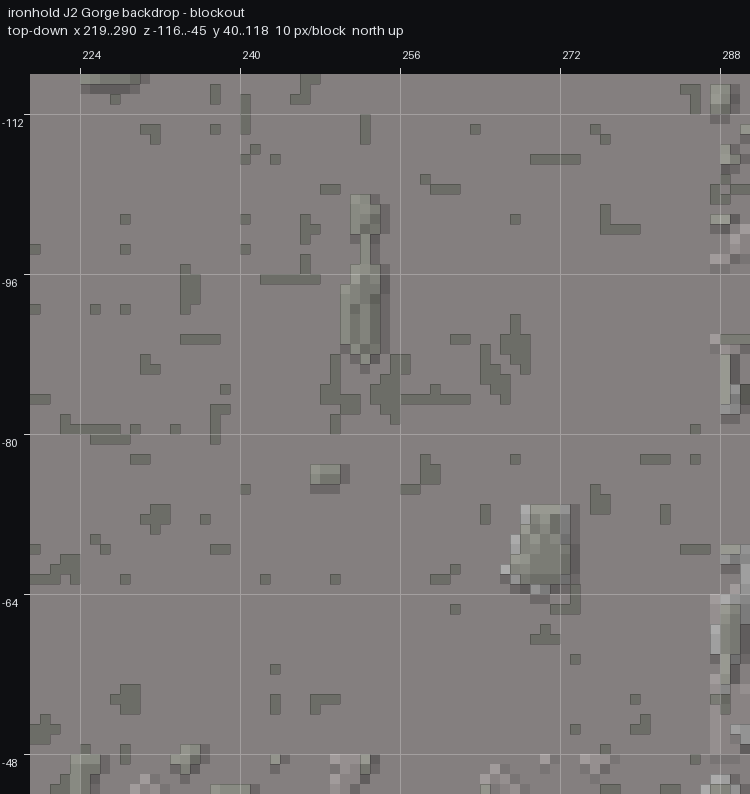 ironhold J2 Gorge backdrop - blockout
top-down  x 219..290  z -116..-45  y 40..118  10 px/block  north up
224 240 256 272 288
-112
-96
-80
-64
-48